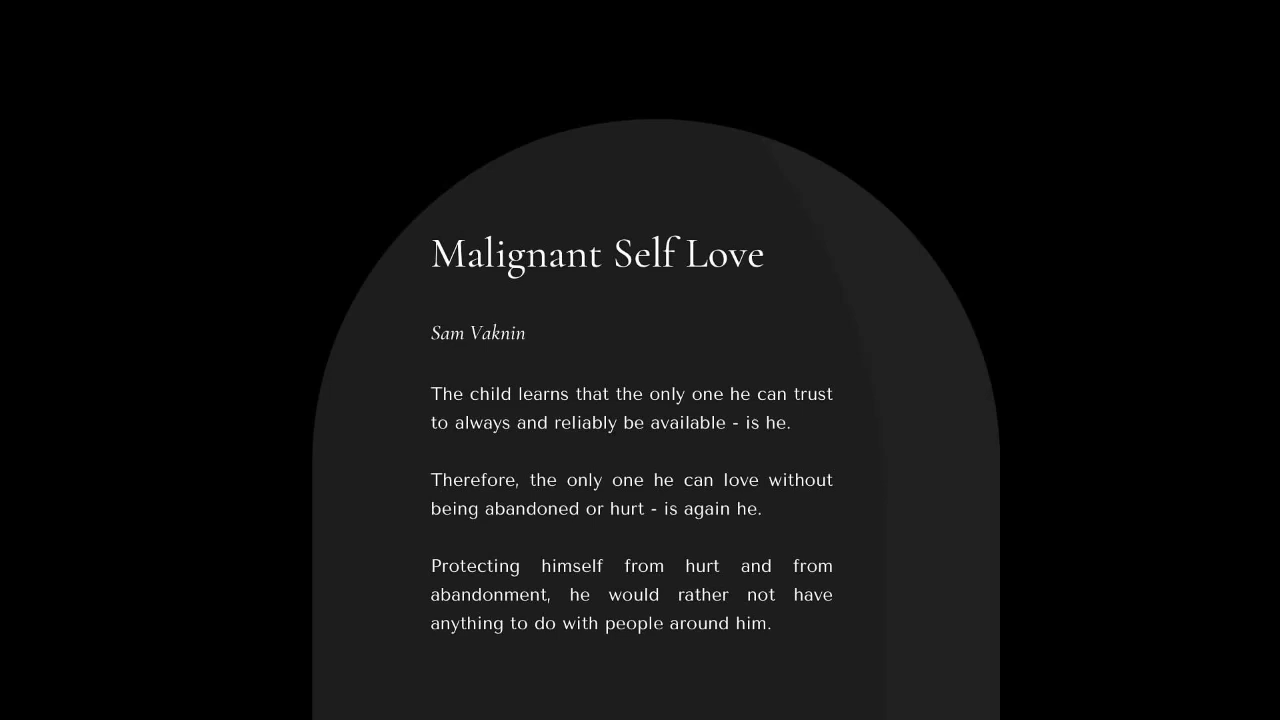 Malignant Self Love
Sam Vaknin
The child learns that the only one he can trust
to always and reliably be available - is he.
Therefore, the only one he can love without
being abandoned or hurt - is again he.
Protecting himself from hurt and from
abandonment, he would rather not have
anything to do with people around him.